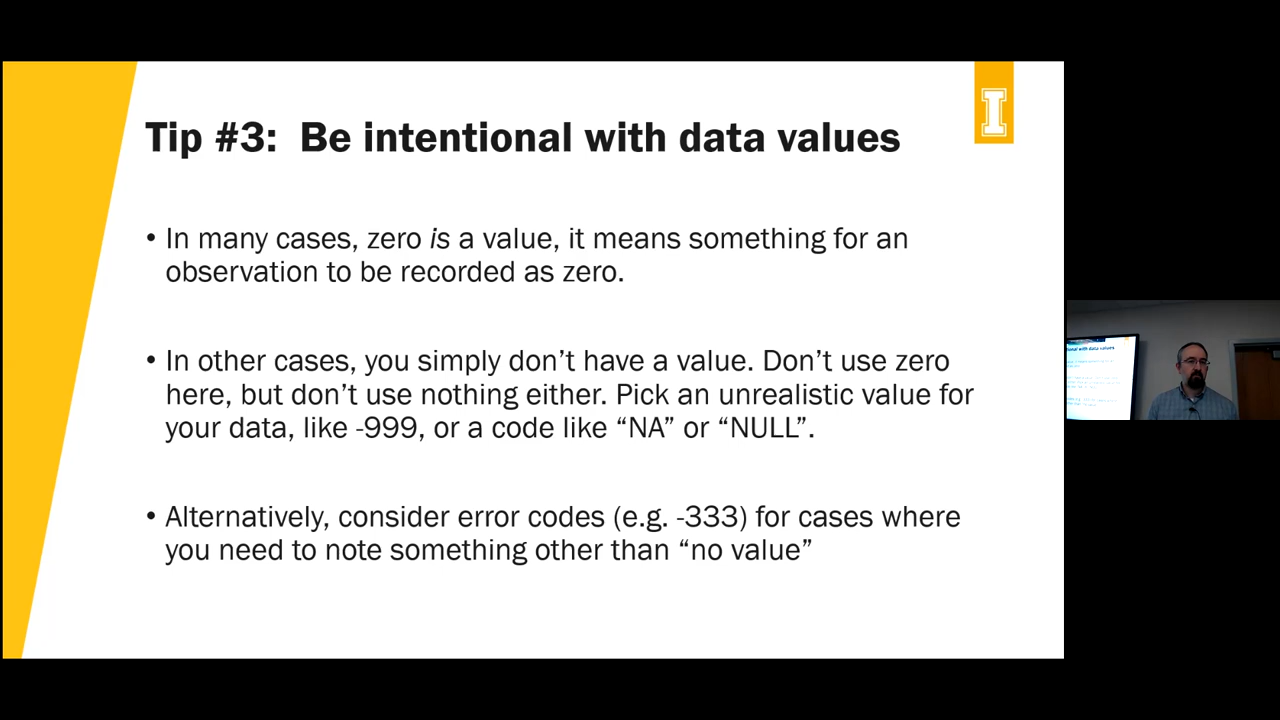 I
Tip #3:  Be intentional with data values
• In many cases, zero is a value, it means something for an
observation to be recorded as zero.
• In other cases, you simply don’t have a value. Don’t use zero
here, but don’t use nothing either. Pick an unrealistic value for
your data, like -999, or a code like “NA” or “NULL”.
• Alternatively, consider error codes (e.g. -333) for cases where
you need to note something other than “no value”